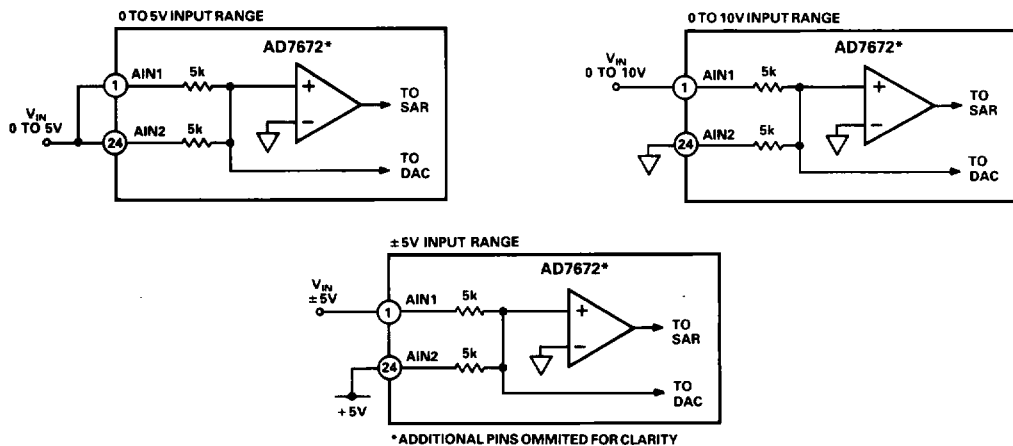 0 TO 5V INPUT RANGE
AD7672*
1
AIN1
5k
+
TO
SAR
VIN
0 TO 5V
24
AIN2
5k
−
TO
DAC
0 TO 10V INPUT RANGE
AD7672*
VIN
0 TO 10V
1
AIN1
5k
+
TO
SAR
24
AIN2
5k
−
TO
DAC
±5V INPUT RANGE
AD7672*
VIN
±5V
1
AIN1
5k
+
TO
SAR
24
AIN2
5k
−
TO
DAC
+5V
*ADDITIONAL PINS OMMITED FOR CLARITY